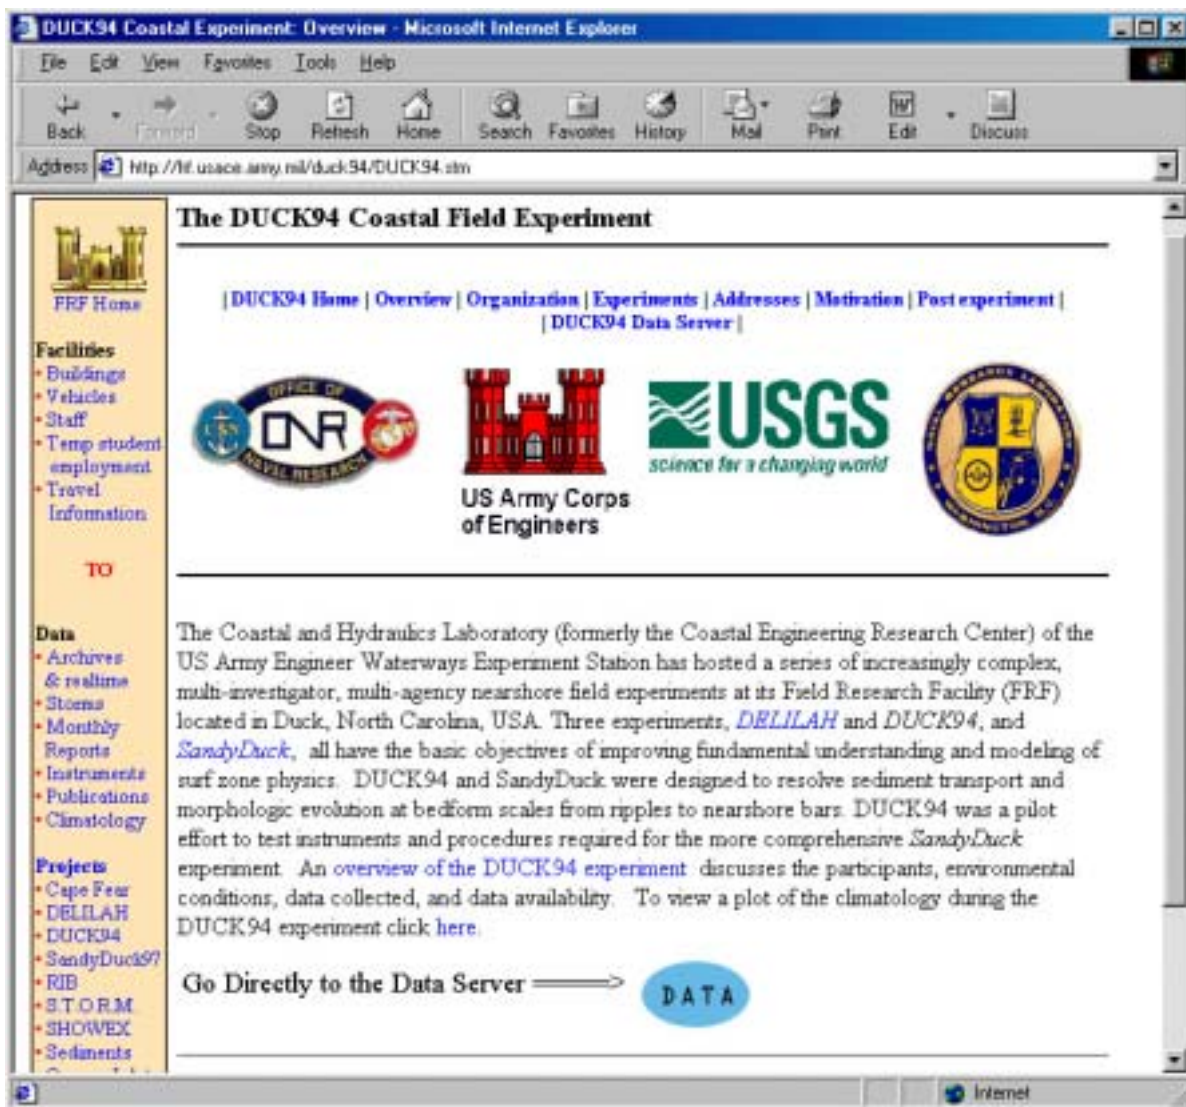 DUCK94 Coastal Experiment: Overview - Microsoft Internet Explorer
File Edit View Favorites Tools Help
Back Forward Stop Refresh Home Search Favorites History Mail Print Edit Discuss
Address http://frf.usace.army.mil/duck94/DUCK94.stm
FRF Home
Facilities
• Buildings
• Vehicles
• Staff
• Temp student
employment
• Travel
Information
TO
Data
• Archives
& realtime
• Storms
• Monthly
Reports
• Instruments
• Publications
• Climatology
Projects
• Cape Fear
• DELILAH
• DUCK94
• SandyDuck97
• RIB
• S.T.O.R.M.
• SHOWEX
• Sediments
The DUCK94 Coastal Field Experiment
| DUCK94 Home | Overview | Organization | Experiments | Addresses | Motivation | Post experiment |
| DUCK94 Data Server |
OFFICE OF
ONR
NAVAL RESEARCH
US Army Corps
of Engineers
USGS
science for a changing world
NAVAL RESEARCH LABORATORY
WASHINGTON, D.C.
The Coastal and Hydraulics Laboratory (formerly the Coastal Engineering Research Center) of the
US Army Engineer Waterways Experiment Station has hosted a series of increasingly complex,
multi-investigator, multi-agency nearshore field experiments at its Field Research Facility (FRF)
located in Duck, North Carolina, USA. Three experiments, DELILAH and DUCK94, and
SandyDuck, all have the basic objectives of improving fundamental understanding and modeling of
surf zone physics. DUCK94 and SandyDuck were designed to resolve sediment transport and
morphologic evolution at bedform scales from ripples to nearshore bars. DUCK94 was a pilot
effort to test instruments and procedures required for the more comprehensive SandyDuck
experiment. An overview of the DUCK94 experiment discusses the participants, environmental
conditions, data collected, and data availability. To view a plot of the climatology during the
DUCK94 experiment click here.
Go Directly to the Data Server ====> DATA
Internet